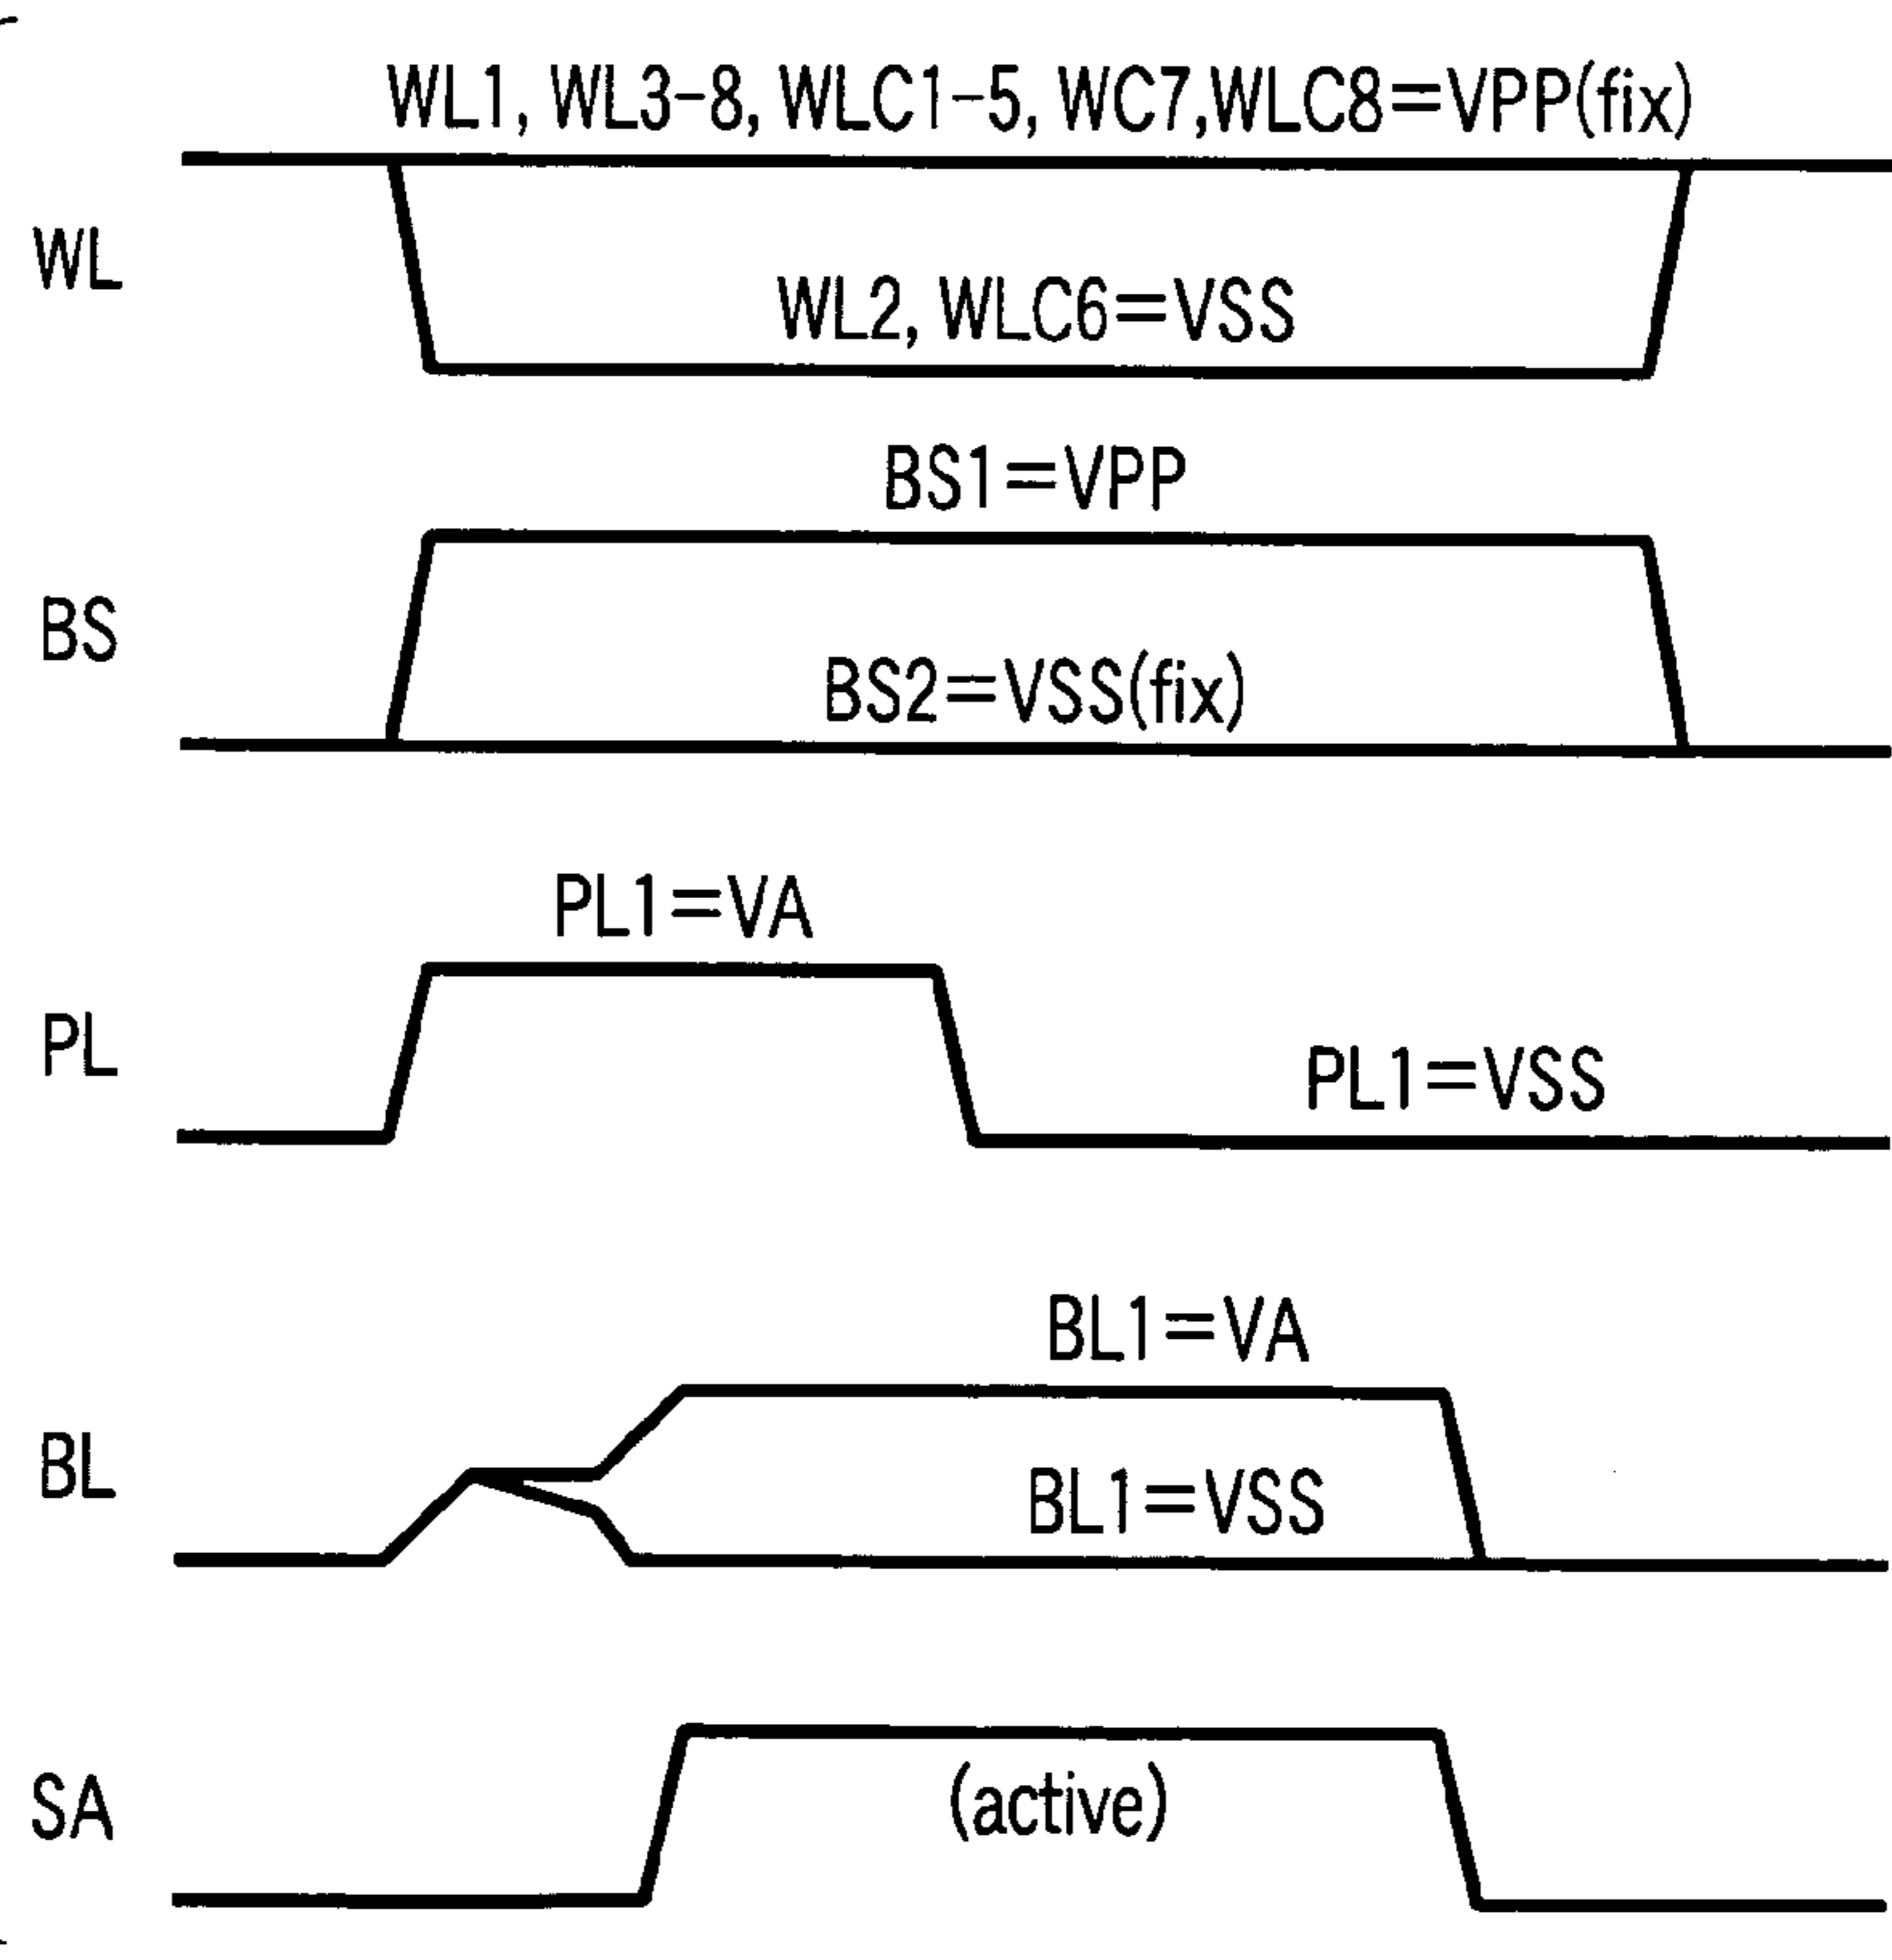 WL1, WL3-8, WLC1-5, WC7,WLC8=VPP(fix)
WL
WL2, WLC6=VSS
BS1=VPP
BS
BS2=VSS(fix)
PL1=VA
PL
PL1=VSS
BL1=VA
BL
BL1=VSS
SA
(active)